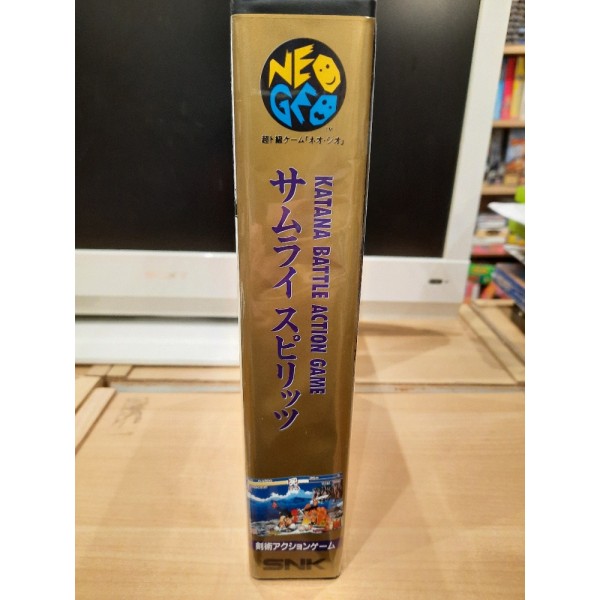 NEO
GEO
超ド級ゲーム「ネオ・ジオ」
KATANA BATTLE ACTION GAME
サムライスピリッツ
剣術アクションゲーム
SNK